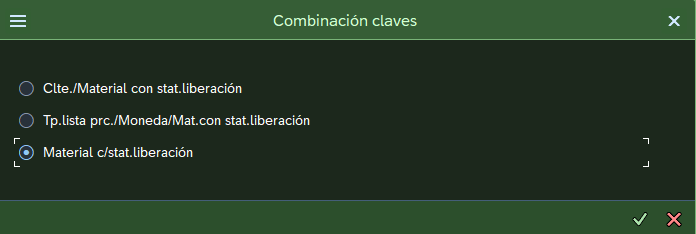 Combinación claves
Clte./Material con stat.liberación
Tp.lista prc./Moneda/Mat.con stat.liberación
Material c/stat.liberación